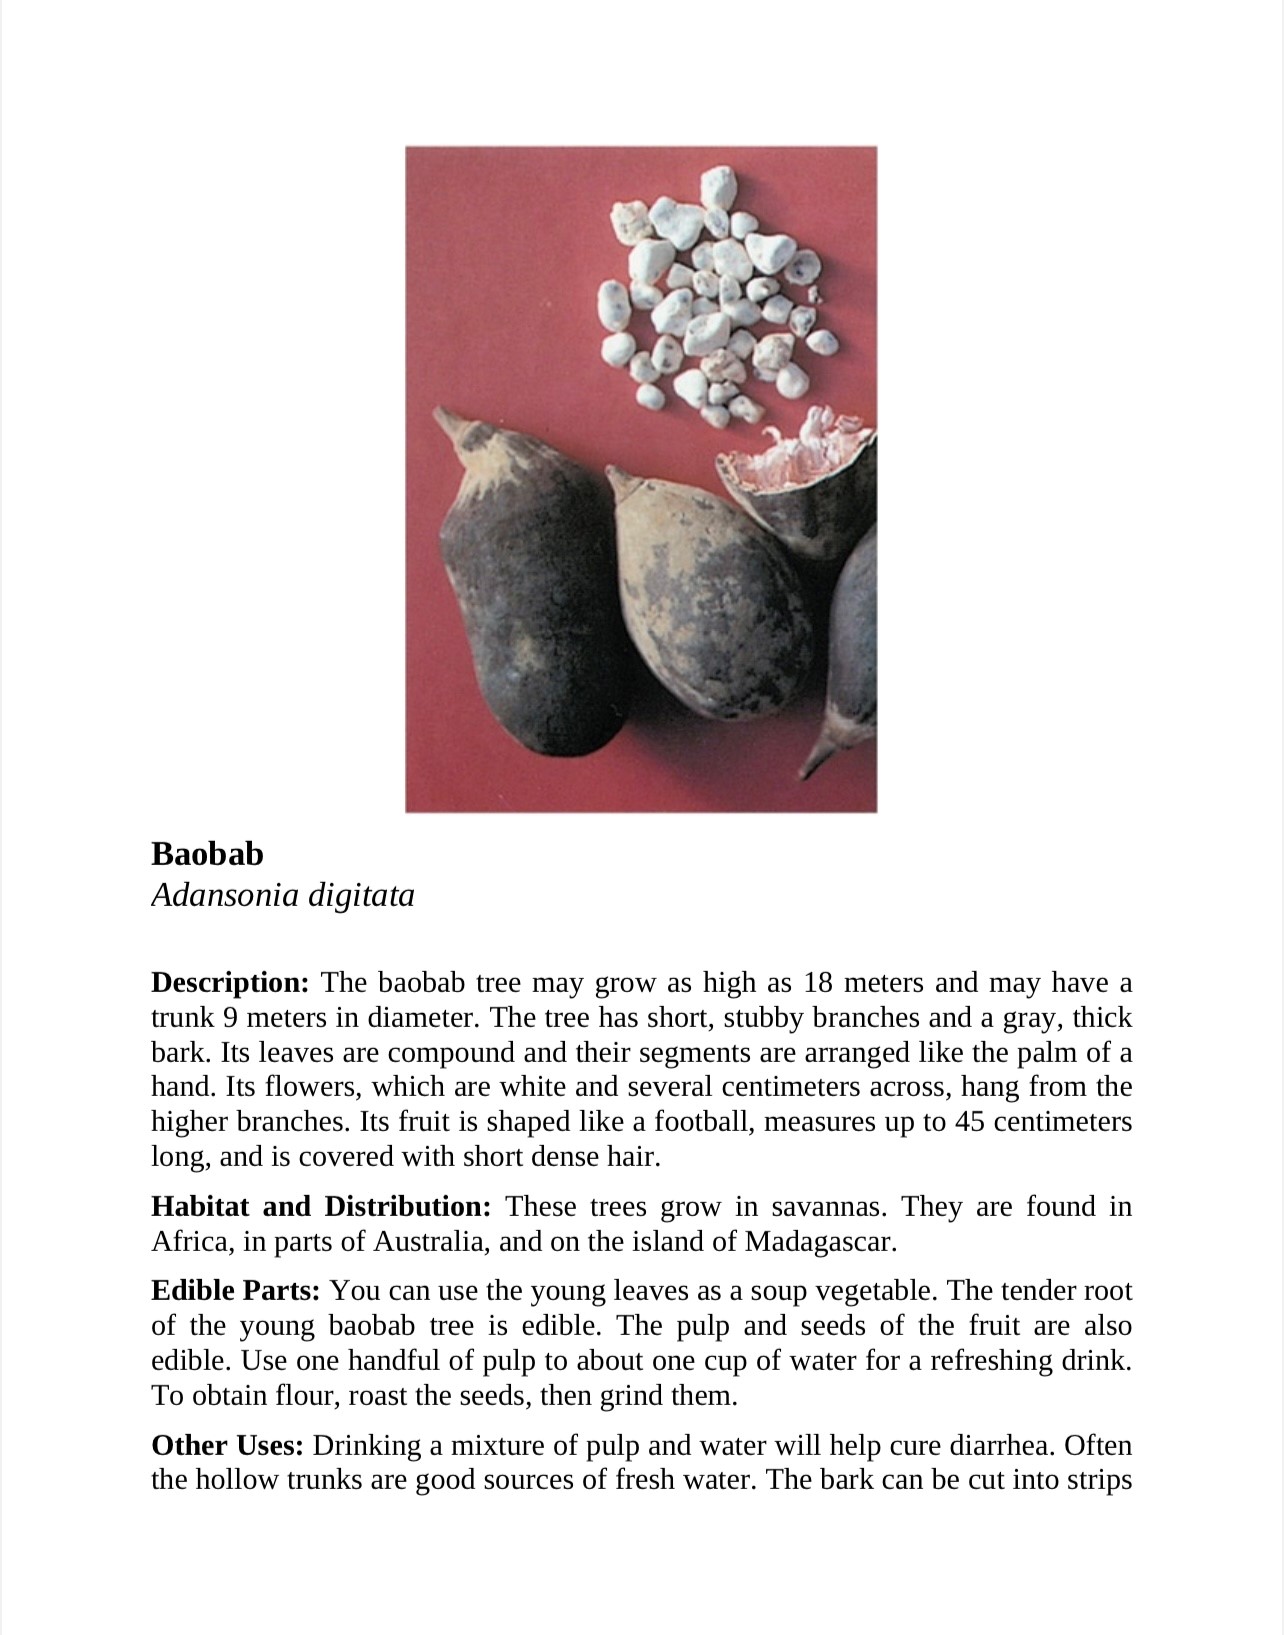 Baobab
Adansonia digitata
Description: The baobab tree may grow as high as 18 meters and may have a
trunk 9 meters in diameter. The tree has short, stubby branches and a gray, thick
bark. Its leaves are compound and their segments are arranged like the palm of a
hand. Its flowers, which are white and several centimeters across, hang from the
higher branches. Its fruit is shaped like a football, measures up to 45 centimeters
long, and is covered with short dense hair.
Habitat and Distribution: These trees grow in savannas. They are found in
Africa, in parts of Australia, and on the island of Madagascar.
Edible Parts: You can use the young leaves as a soup vegetable. The tender root
of the young baobab tree is edible. The pulp and seeds of the fruit are also
edible. Use one handful of pulp to about one cup of water for a refreshing drink.
To obtain flour, roast the seeds, then grind them.
Other Uses: Drinking a mixture of pulp and water will help cure diarrhea. Often
the hollow trunks are good sources of fresh water. The bark can be cut into strips